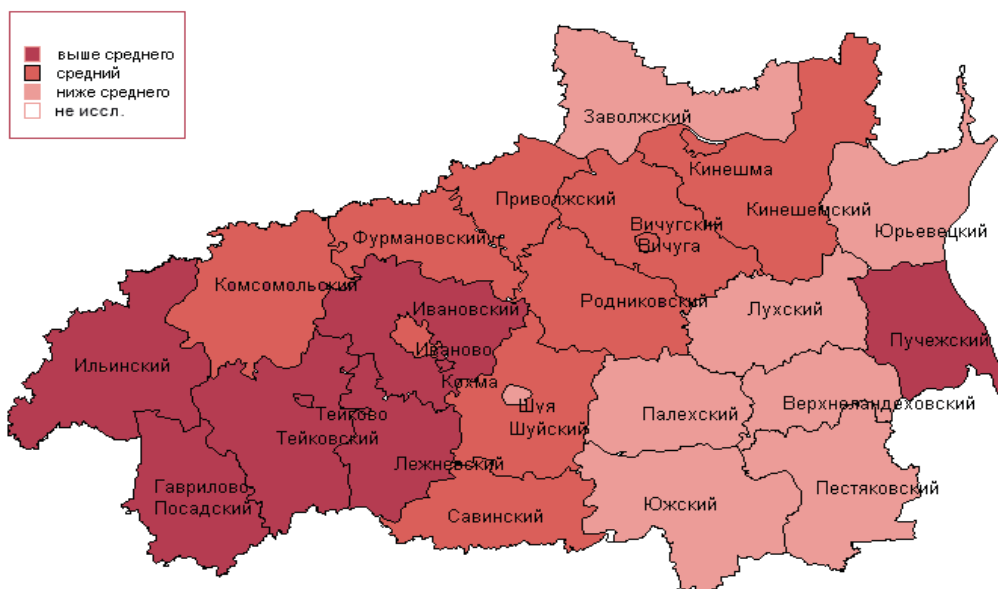 выше среднего
средний
ниже среднего
не иссл.
Заволжский
Кинешма
Приволжский
Кинешемский
Вичугский
Юрьевецкий
Фурмановский
Вичуга
Комсомольский
Родниковский
Ивановский
Лухский
Иваново
Пучежский
Ильинский
Кохма
Шуя
Верхнеландеховский
Тейково
Палехский
Шуйский
Тейковский
Лежневский
Гаврилово
Посадский
Пестяковский
Южский
Савинский